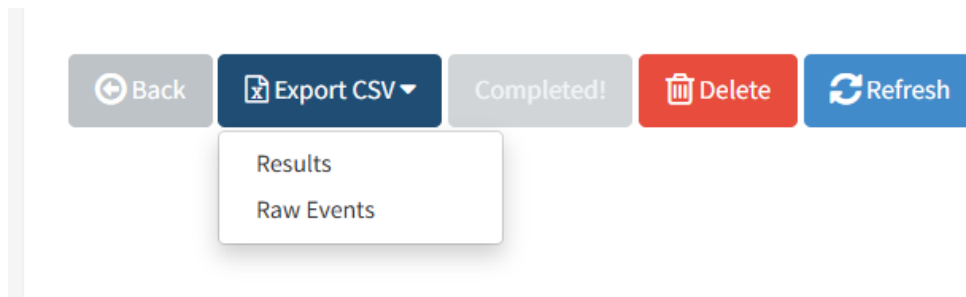 Back
Export CSV
Completed!
Delete
Refresh
Results
Raw Events